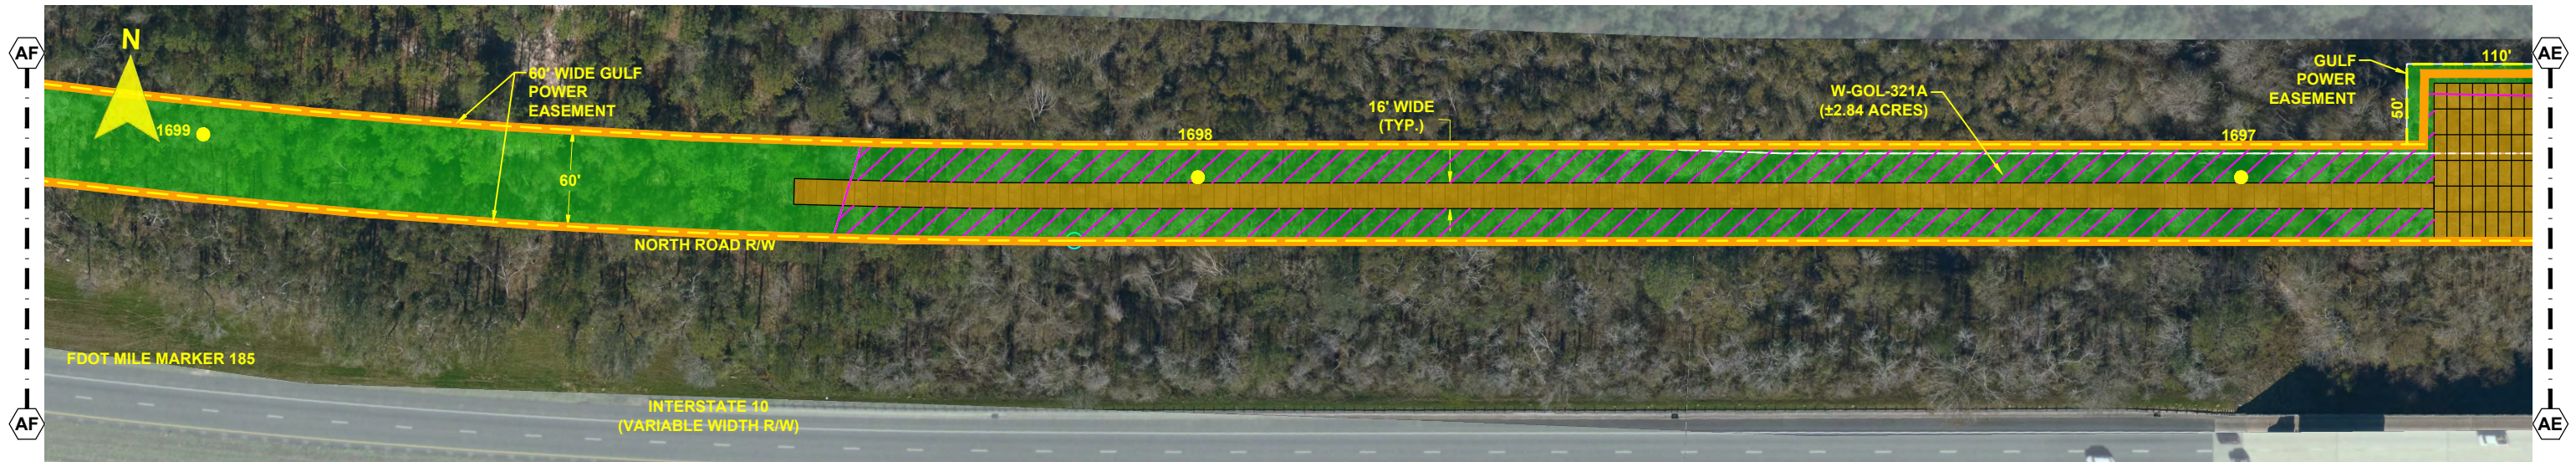 AF
N
1699
60' WIDE GULF
POWER
EASEMENT
60'
NORTH ROAD R/W
1698
16' WIDE
(TYP.)
W-GOL-321A
(±2.84 ACRES)
1697
GULF
POWER
EASEMENT
110'
50'
AE
FDOT MILE MARKER 185
INTERSTATE 10
(VARIABLE WIDTH R/W)
AF
AE